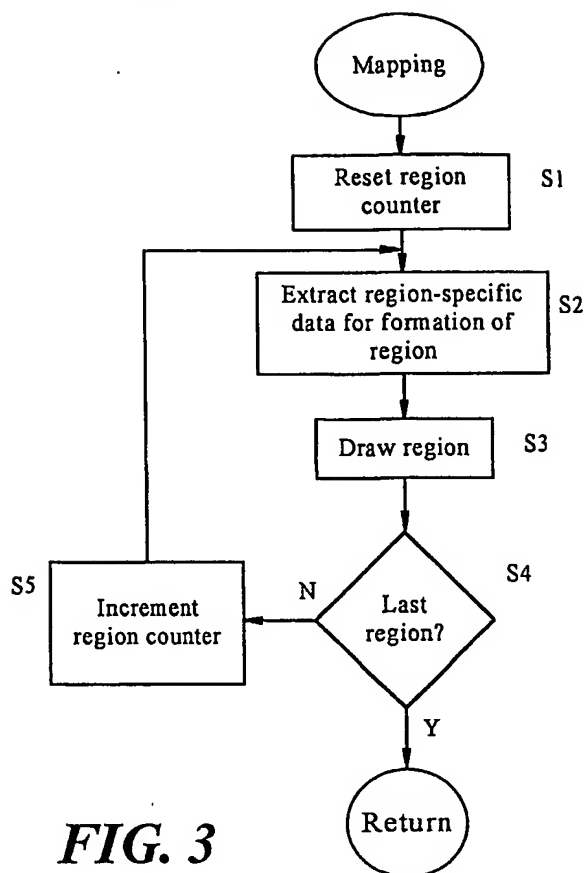 Mapping
Reset region
counter
S1
Extract region-specific
data for formation of
region
S2
Draw region
S3
Last
region?
S4
N
Increment
region counter
S5
Y
Return
FIG. 3